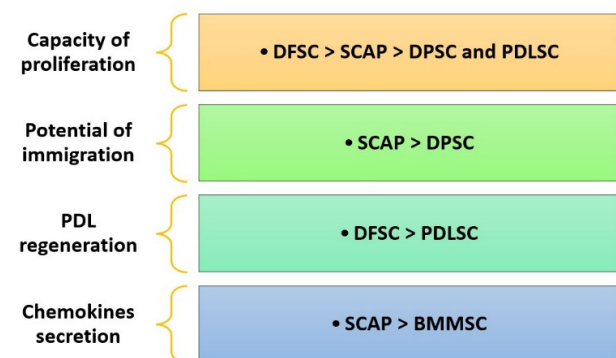 Capacity of
proliferation
• DFSC > SCAP > DPSC and PDLSC
Potential of
immigration
• SCAP > DPSC
PDL
regeneration
• DFSC > PDLSC
Chemokines
secretion
• SCAP > BMMSC